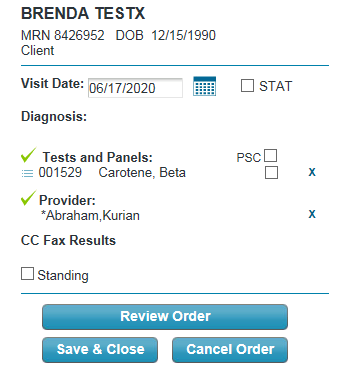 BRENDA TESTX
MRN 8426952 DOB 12/15/1990
Client
Visit Date: 06/17/2020 STAT
Diagnosis:
Tests and Panels: PSC
001529 Carotene, Beta x
Provider:
*Abraham,Kurian x
CC Fax Results
Standing
Review Order
Save & Close Cancel Order